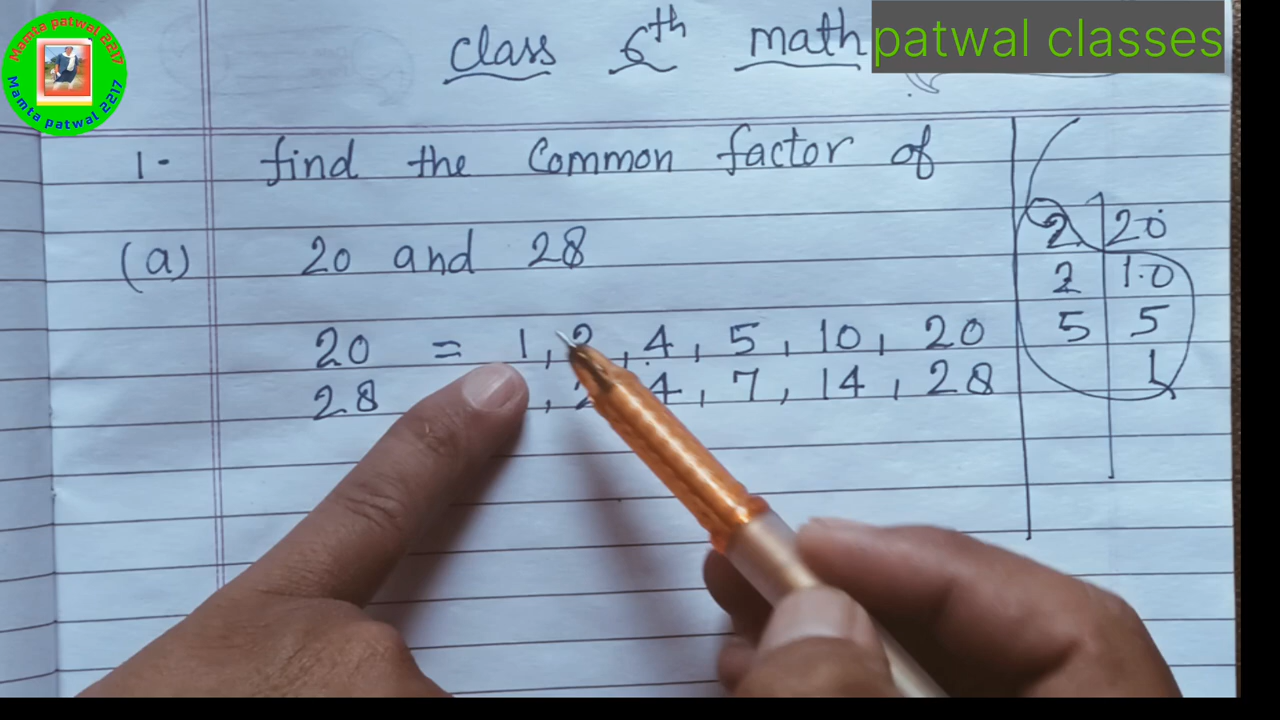 Mamta patwal 2217
Mamta patwal 2217
patwal classes
class 6th math
1- find the Common factor of
(a) 20 and 28
20 = 1, 2, 4, 5, 10, 20
28 , 2, 4, 7, 14, 28
2 20
2 10
5 5
1